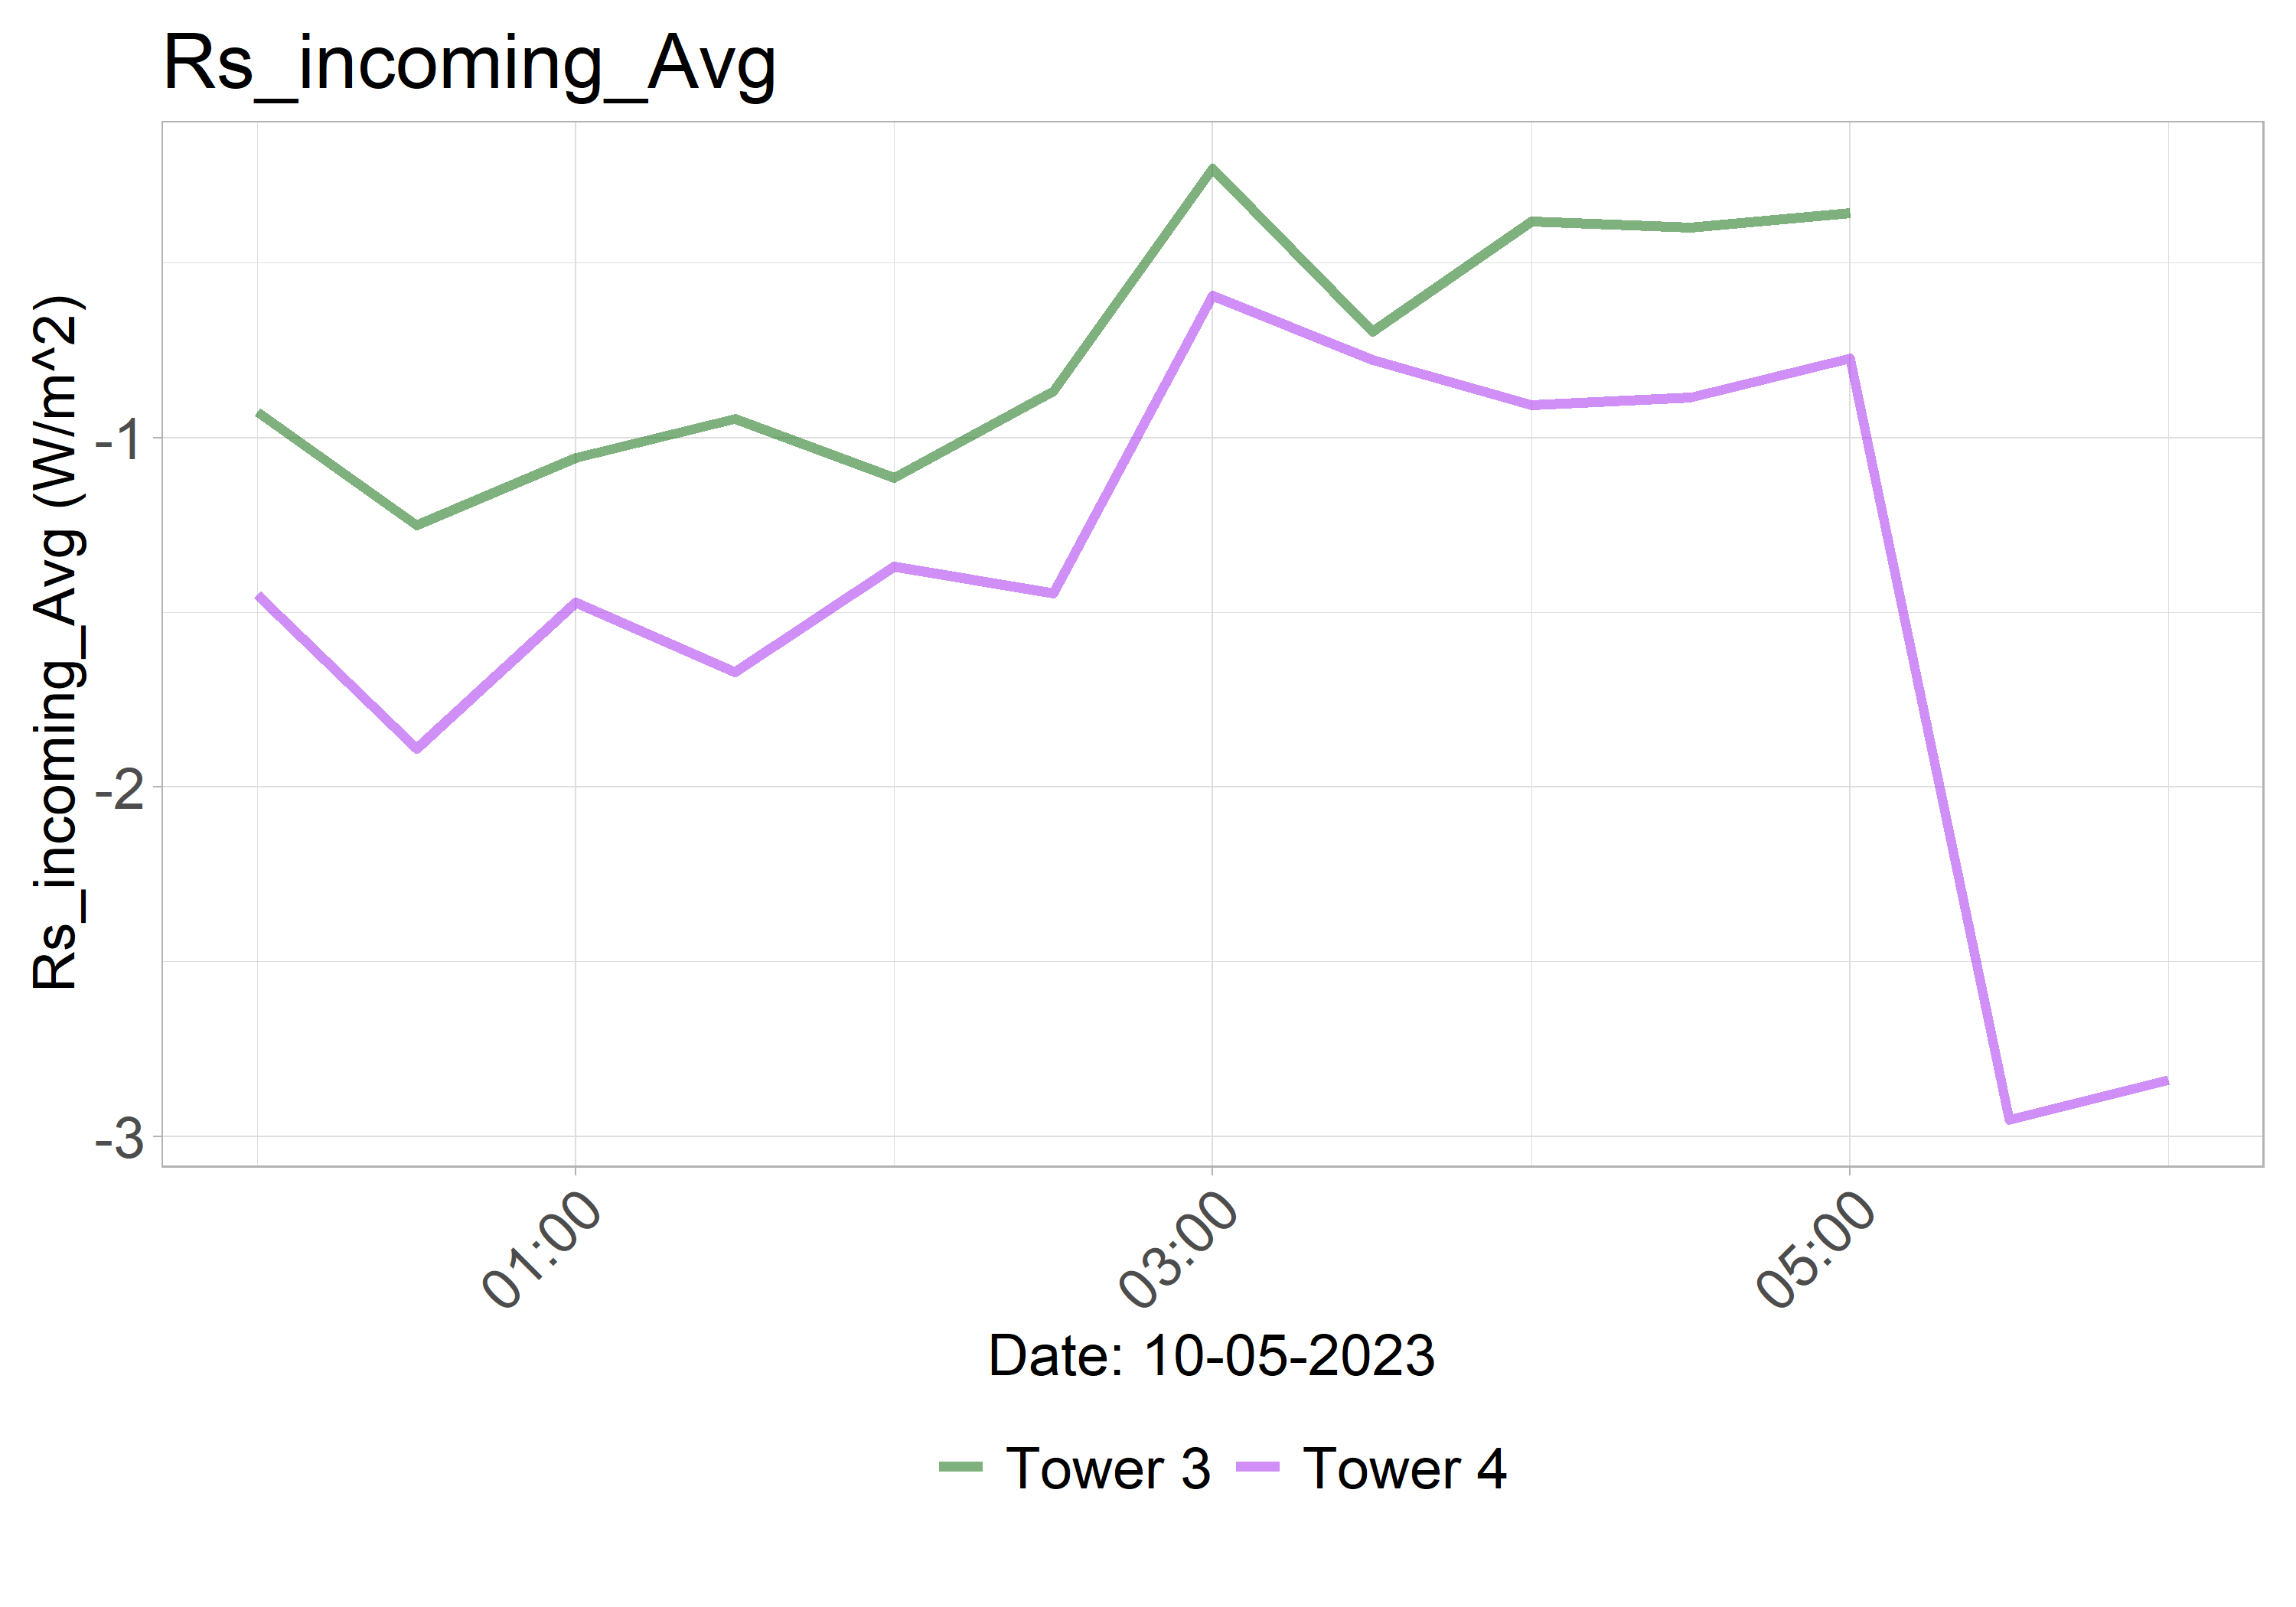 Rs_incoming_Avg
Rs_incoming_Avg (W/m^2)
-1
-2
-3
01:00
03:00
05:00
Date: 10-05-2023
Tower 3
Tower 4